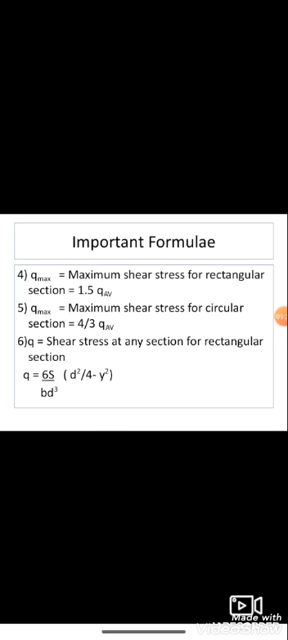 Important Formulae
4) qmax = Maximum shear stress for rectangular
section = 1.5 qAV
5) qmax = Maximum shear stress for circular
section = 4/3 qAV
6)q = Shear stress at any section for rectangular
section
q = 6S ( d²/4- y²)
bd³
Made with